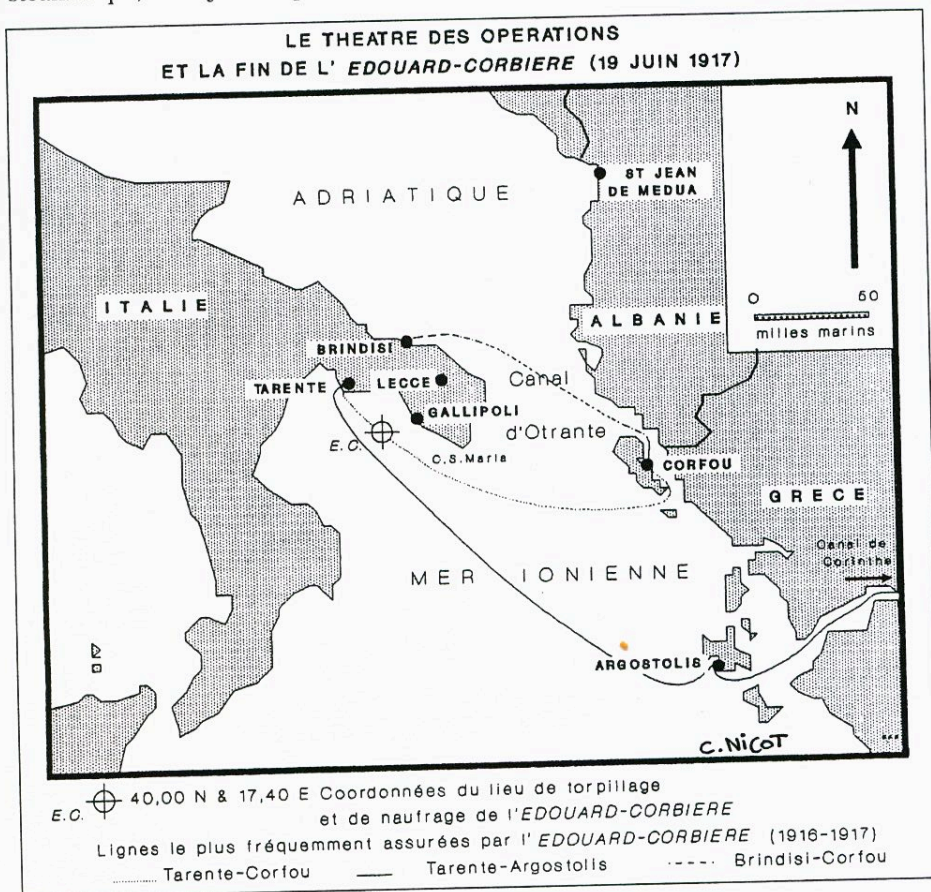 LE THEATRE DES OPERATIONS
ET LA FIN DE L' EDOUARD-CORBIERE (19 JUIN 1917)
N
ST JEAN
DE MEDUA
ADRIATIQUE
0 50
milles marins
ITALIE
ALBANIE
BRINDISI
TARENTE
LECCE
Canal
d'Otrante
GALLIPOLI
E.C.
C.S.Maria
CORFOU
GRECE
Canal de
Corinthe
MER IONIENNE
ARGOSTOLIS
C.NICOT
E.C. 40,00 N & 17,40 E Coordonnées du lieu de torpillage
et de naufrage de l'EDOUARD-CORBIERE
Lignes le plus fréquemment assurées par l'EDOUARD-CORBIERE (1916-1917)
Tarente-Corfou Tarente-Argostolis Brindisi-Corfou